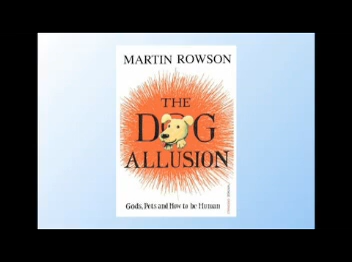 MARTIN ROWSON
THE
DOG
ALLUSION
Gods, Pets and How to be Human